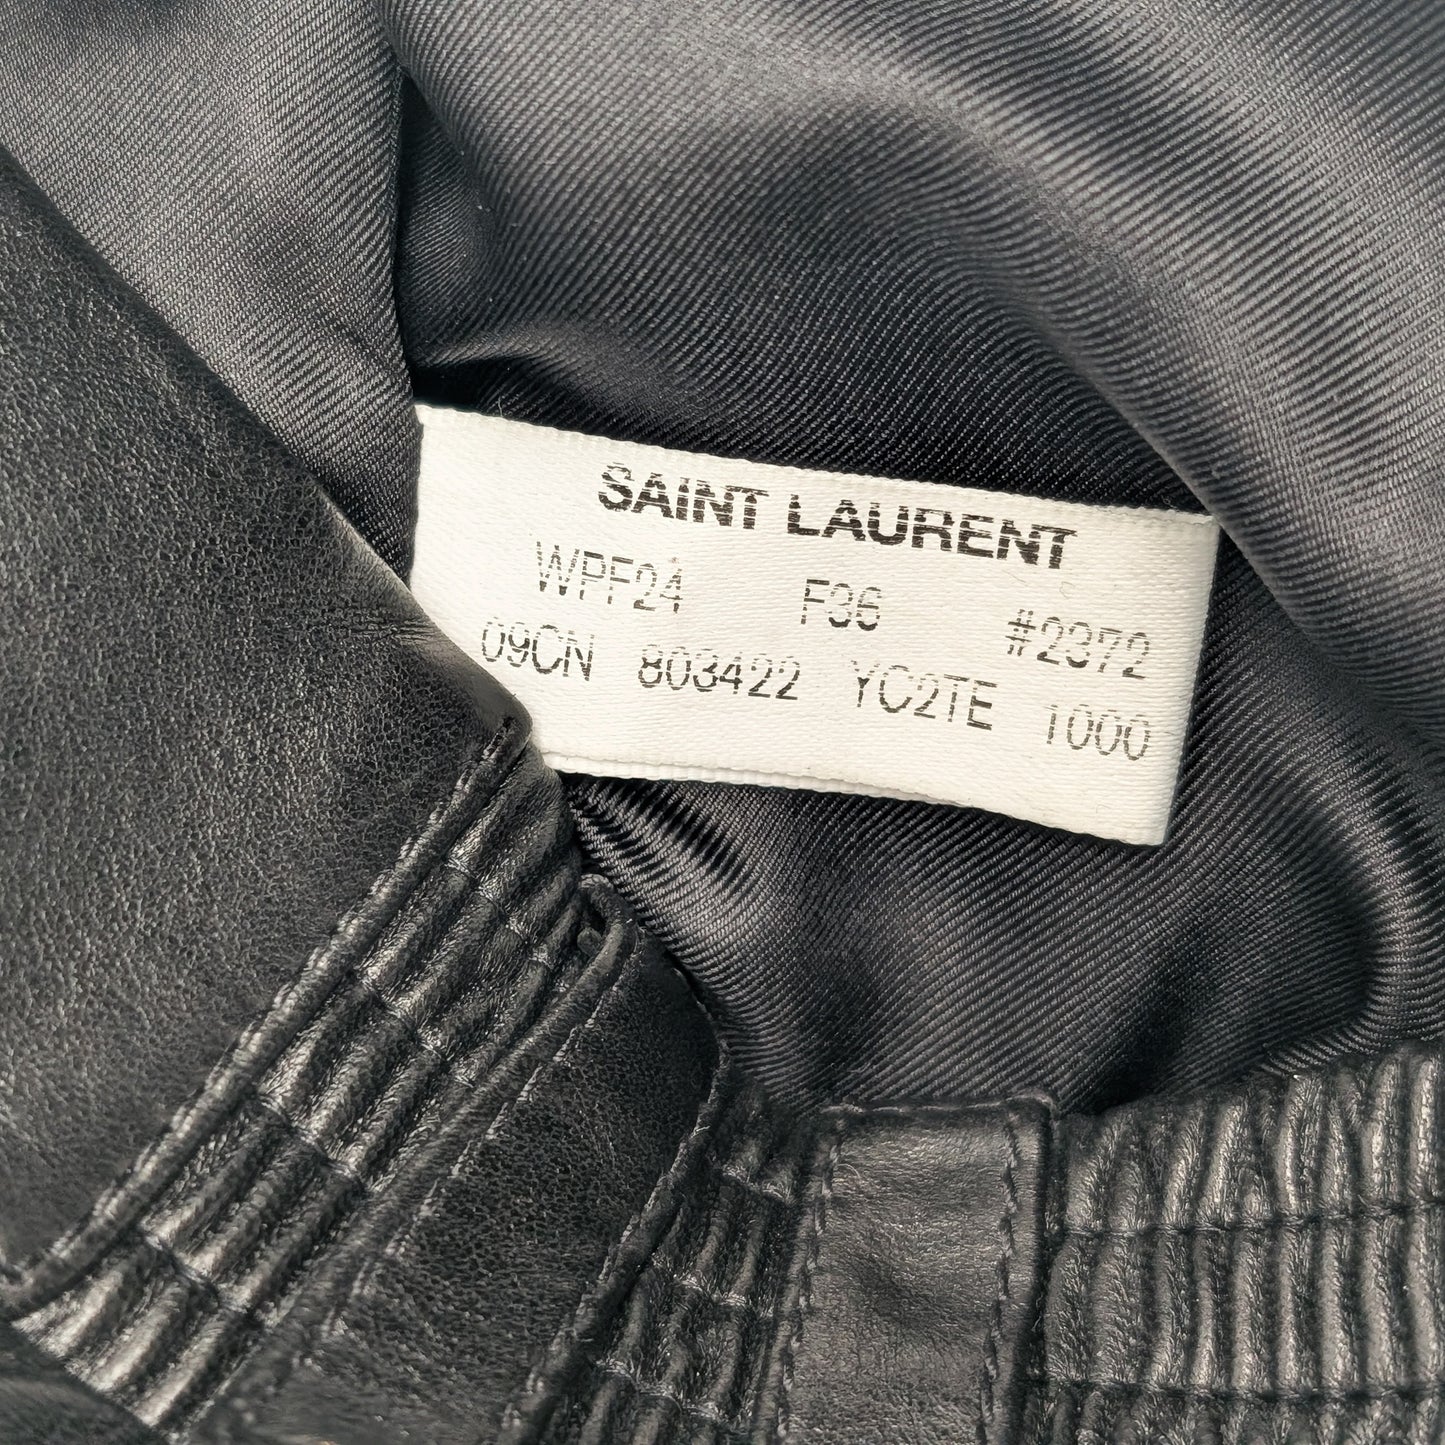 SAINT LAURENT
WPF24 F36 #2372
09CN 803422 YC2TE 1000